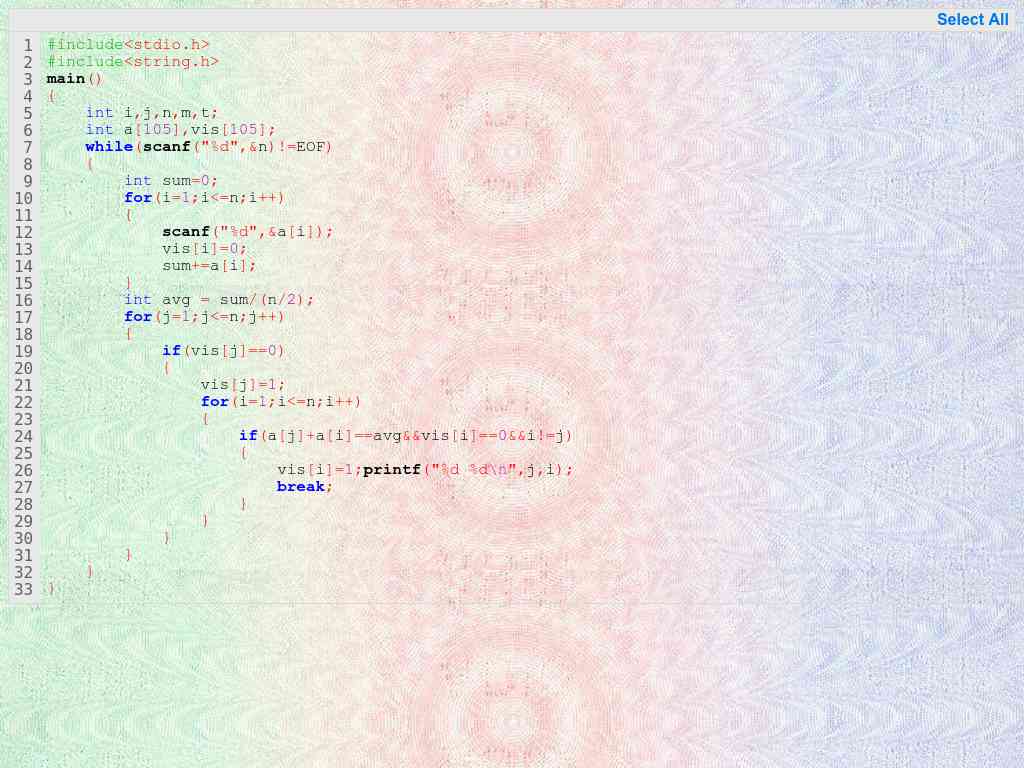 Select All
1 #include<stdio.h>
2 #include<string.h>
3 main()
4 {
5     int i,j,n,m,t;
6     int a[105],vis[105];
7     while(scanf("%d",&n)!=EOF)
8     {
9         int sum=0;
10         for(i=1;i<=n;i++)
11         {
12             scanf("%d",&a[i]);
13             vis[i]=0;
14             sum+=a[i];
15         }
16         int avg = sum/(n/2);
17         for(j=1;j<=n;j++)
18         {
19             if(vis[j]==0)
20             {
21                 vis[j]=1;
22                 for(i=1;i<=n;i++)
23                 {
24                     if(a[j]+a[i]==avg&&vis[i]==0&&i!=j)
25                     {
26                         vis[i]=1;printf("%d %d\n",j,i);
27                         break;
28                     }
29                 }
30             }
31         }
32     }
33 }